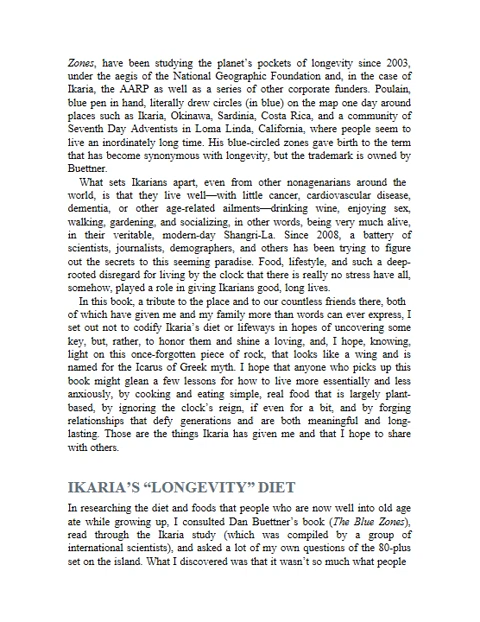 Zones, have been studying the planet’s pockets of longevity since 2003,
under the aegis of the National Geographic Foundation and, in the case of
Ikaria, the AARP as well as a series of other corporate funders. Poulain,
blue pen in hand, literally drew circles (in blue) on the map one day around
places such as Ikaria, Okinawa, Sardinia, Costa Rica, and a community of
Seventh Day Adventists in Loma Linda, California, where people seem to
live an inordinately long time. His blue-circled zones gave birth to the term
that has become synonymous with longevity, but the trademark is owned by
Buettner.
What sets Ikarians apart, even from other nonagenarians around the
world, is that they live well—with little cancer, cardiovascular disease,
dementia, or other age-related ailments—drinking wine, enjoying sex,
walking, gardening, and socializing, in other words, being very much alive,
in their veritable, modern-day Shangri-La. Since 2008, a battery of
scientists, journalists, demographers, and others has been trying to figure
out the secrets to this seeming paradise. Food, lifestyle, and such a deep-
rooted disregard for living by the clock that there is really no stress have all,
somehow, played a role in giving Ikarians good, long lives.
In this book, a tribute to the place and to our countless friends there, both
of which have given me and my family more than words can ever express, I
set out not to codify Ikaria’s diet or lifeways in hopes of uncovering some
key, but, rather, to honor them and shine a loving, and, I hope, knowing,
light on this once-forgotten piece of rock, that looks like a wing and is
named for the Icarus of Greek myth. I hope that anyone who picks up this
book might glean a few lessons for how to live more essentially and less
anxiously, by cooking and eating simple, real food that is largely plant-
based, by ignoring the clock’s reign, if even for a bit, and by forging
relationships that defy generations and are both meaningful and long-
lasting. Those are the things Ikaria has given me and that I hope to share
with others.
IKARIA’S “LONGEVITY” DIET
In researching the diet and foods that people who are now well into old age
ate while growing up, I consulted Dan Buettner’s book (The Blue Zones),
read through the Ikaria study (which was compiled by a group of
international scientists), and asked a lot of my own questions of the 80-plus
set on the island. What I discovered was that it wasn’t so much what people